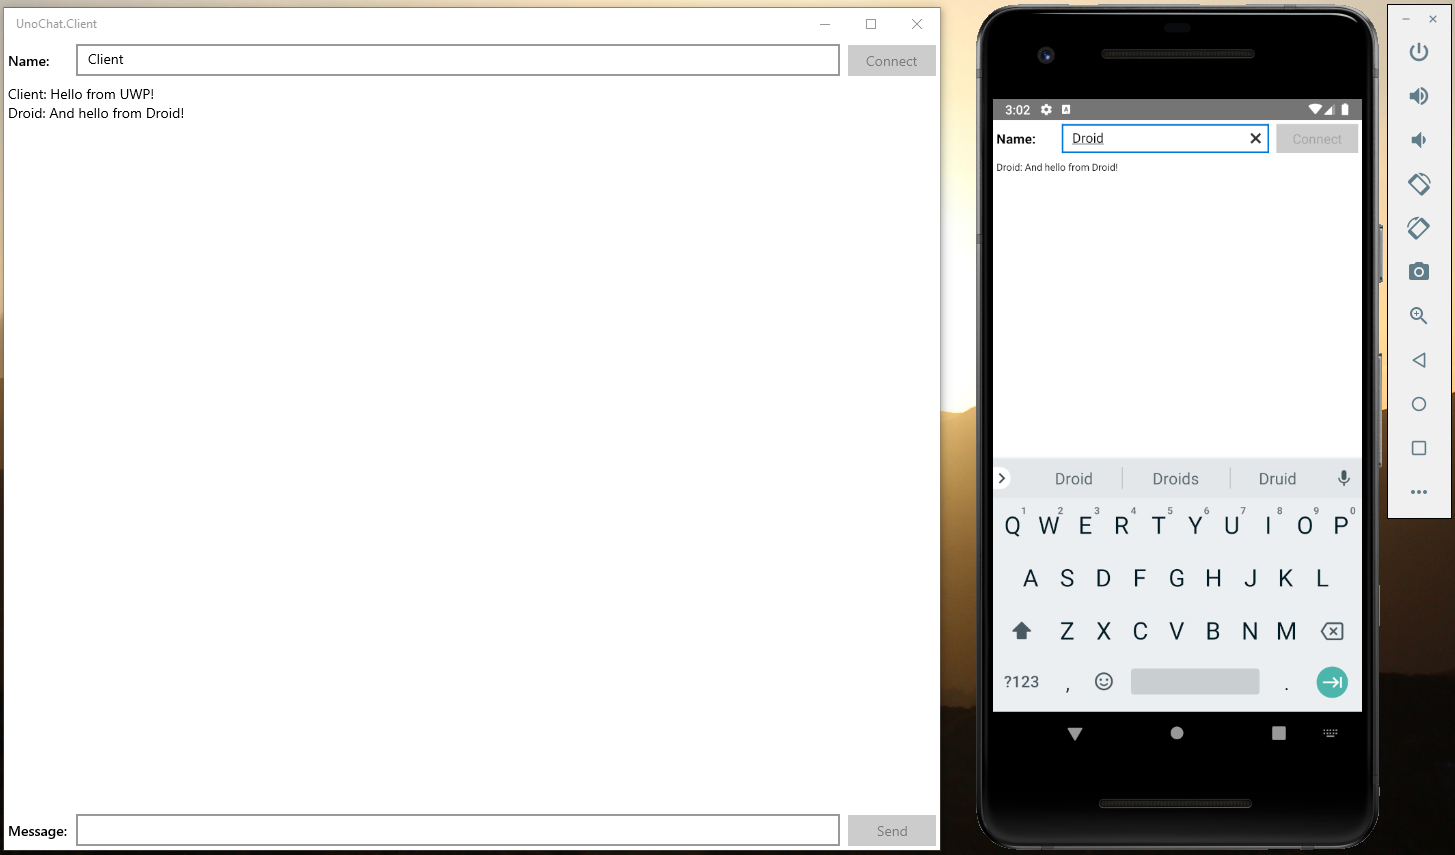 UnoChat.Client
Name: Client Connect
Client: Hello from UWP!
Droid: And hello from Droid!
Message: Send
3:02
Name: Droid Connect
Droid: And hello from Droid!
Droid Droids Druid
1 2 3 4 5 6 7 8 9 0
Q W E R T Y U I O P
A S D F G H J K L
Z X C V B N M
?123 , .